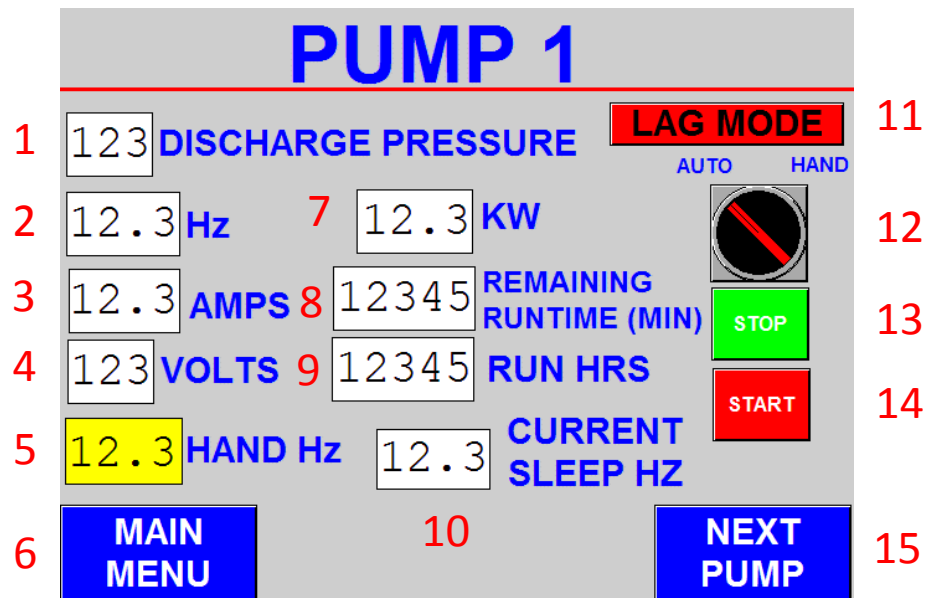 PUMP 1
1 123 DISCHARGE PRESSURE LAG MODE 11
AUTO HAND
2 12.3 Hz 7 12.3 KW 12
3 12.3 AMPS 8 12345 REMAINING
RUNTIME (MIN) STOP 13
4 123 VOLTS 9 12345 RUN HRS
START 14
5 12.3 HAND Hz 12.3 CURRENT
SLEEP HZ
6 MAIN
MENU
10
NEXT
PUMP
15